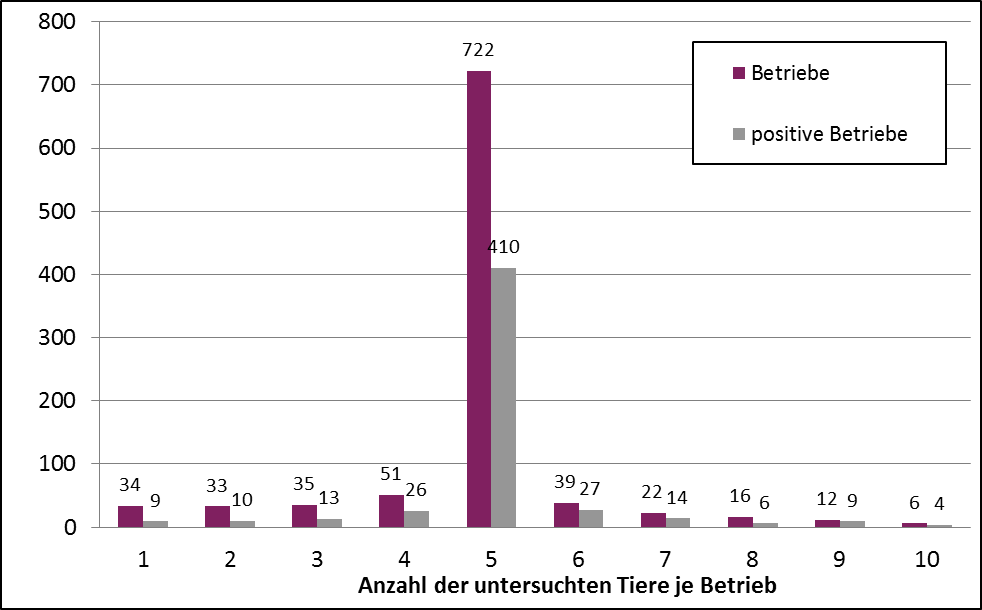 800
700
600
500
400
300
200
100
0
Betriebe
positive Betriebe
34 9 33 10 35 13 51 26 722 410 39 27 22 14 16 6 12 9 6 4
1 2 3 4 5 6 7 8 9 10
Anzahl der untersuchten Tiere je Betrieb